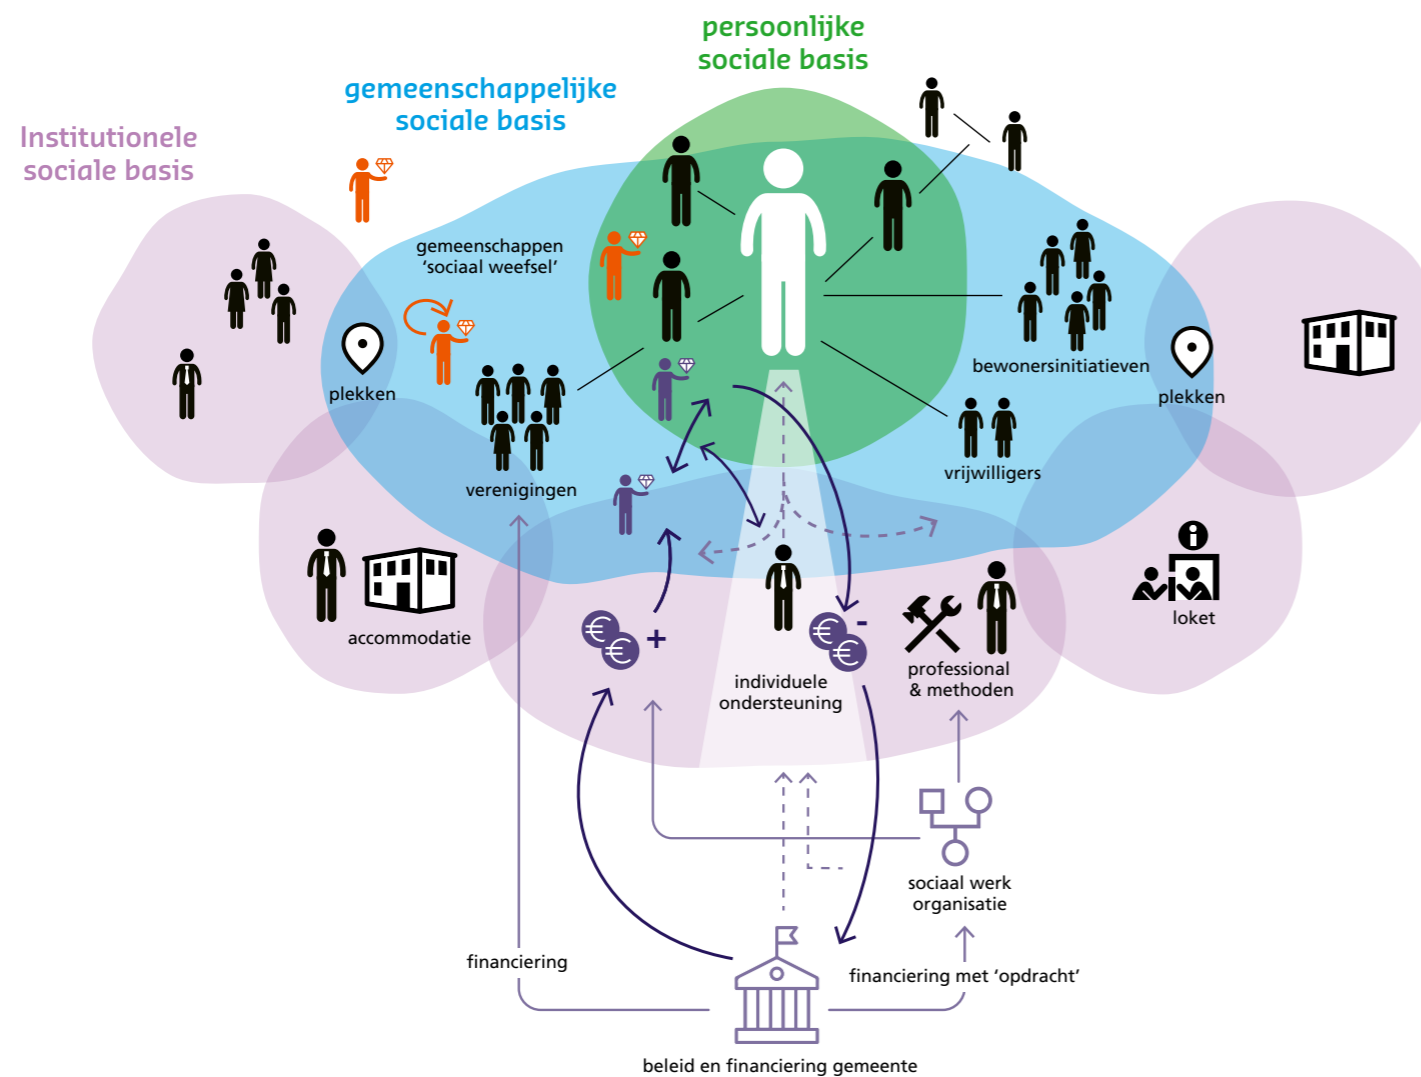 persoonlijke
sociale basis
gemeenschappelijke
sociale basis
Institutionele
sociale basis
gemeenschappen
‘sociaal weefsel’
plekken
bewonersinitiatieven
plekken
vrijwilligers
verenigingen
accommodatie
€
€
+
€
€
-
individuele
ondersteuning
professional
& methoden
i
loket
sociaal werk
organisatie
financiering
financiering met ‘opdracht’
beleid en financiering gemeente